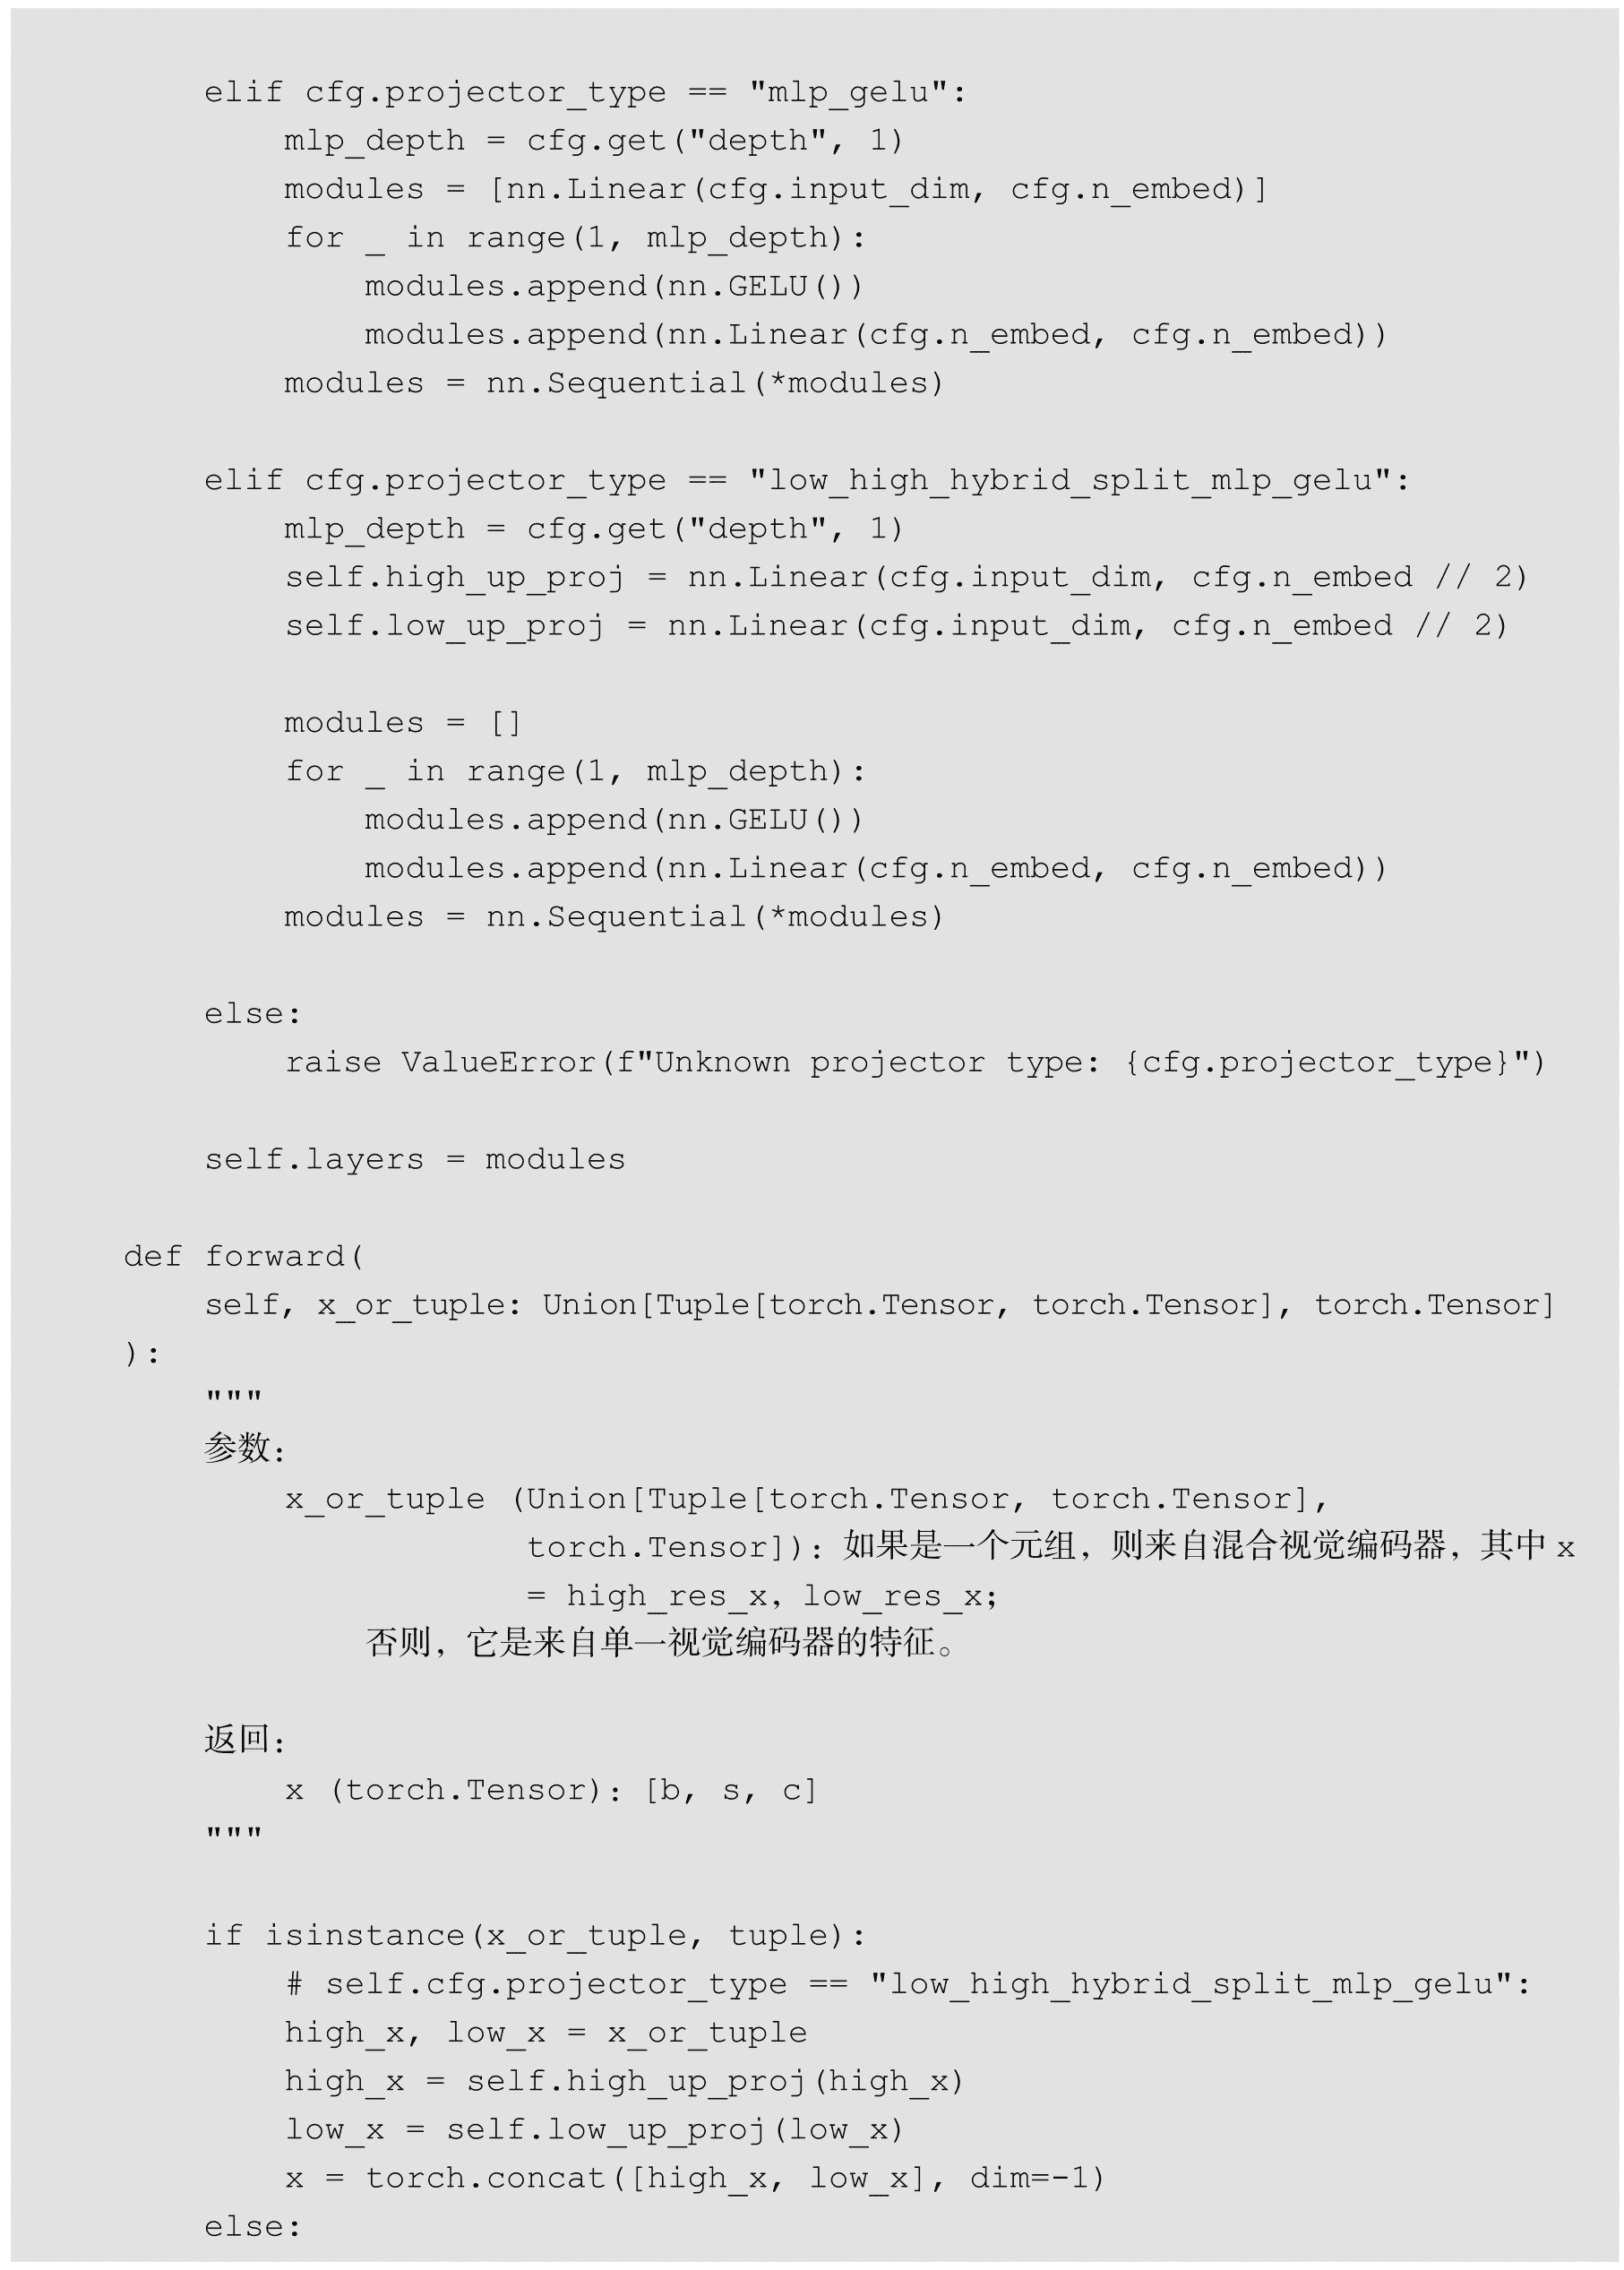 elif cfg.projector_type == "mlp_gelu":
    mlp_depth = cfg.get("depth", 1)
    modules = [nn.Linear(cfg.input_dim, cfg.n_embed)]
    for _ in range(1, mlp_depth):
        modules.append(nn.GELU())
        modules.append(nn.Linear(cfg.n_embed, cfg.n_embed))
    modules = nn.Sequential(*modules)
elif cfg.projector_type == "low_high_hybrid_split_mlp_gelu":
    mlp_depth = cfg.get("depth", 1)
    self.high_up_proj = nn.Linear(cfg.input_dim, cfg.n_embed // 2)
    self.low_up_proj = nn.Linear(cfg.input_dim, cfg.n_embed // 2)
    modules = []
    for _ in range(1, mlp_depth):
        modules.append(nn.GELU())
        modules.append(nn.Linear(cfg.n_embed, cfg.n_embed))
    modules = nn.Sequential(*modules)
else:
    raise ValueError(f"Unknown projector type: {cfg.projector_type}")
self.layers = modules
def forward(
    self, x_or_tuple: Union[Tuple[torch.Tensor, torch.Tensor], torch.Tensor]
):
    """
    参数：
        x_or_tuple (Union[Tuple[torch.Tensor, torch.Tensor],
                    torch.Tensor])：如果是一个元组，则来自混合视觉编码器，其中 x
                    = high_res_x, low_res_x;
            否则，它是来自单一视觉编码器的特征。
    返回：
        x (torch.Tensor)：[b, s, c]
    """
    if isinstance(x_or_tuple, tuple):
        # self.cfg.projector_type == "low_high_hybrid_split_mlp_gelu":
        high_x, low_x = x_or_tuple
        high_x = self.high_up_proj(high_x)
        low_x = self.low_up_proj(low_x)
        x = torch.concat([high_x, low_x], dim=-1)
    else: